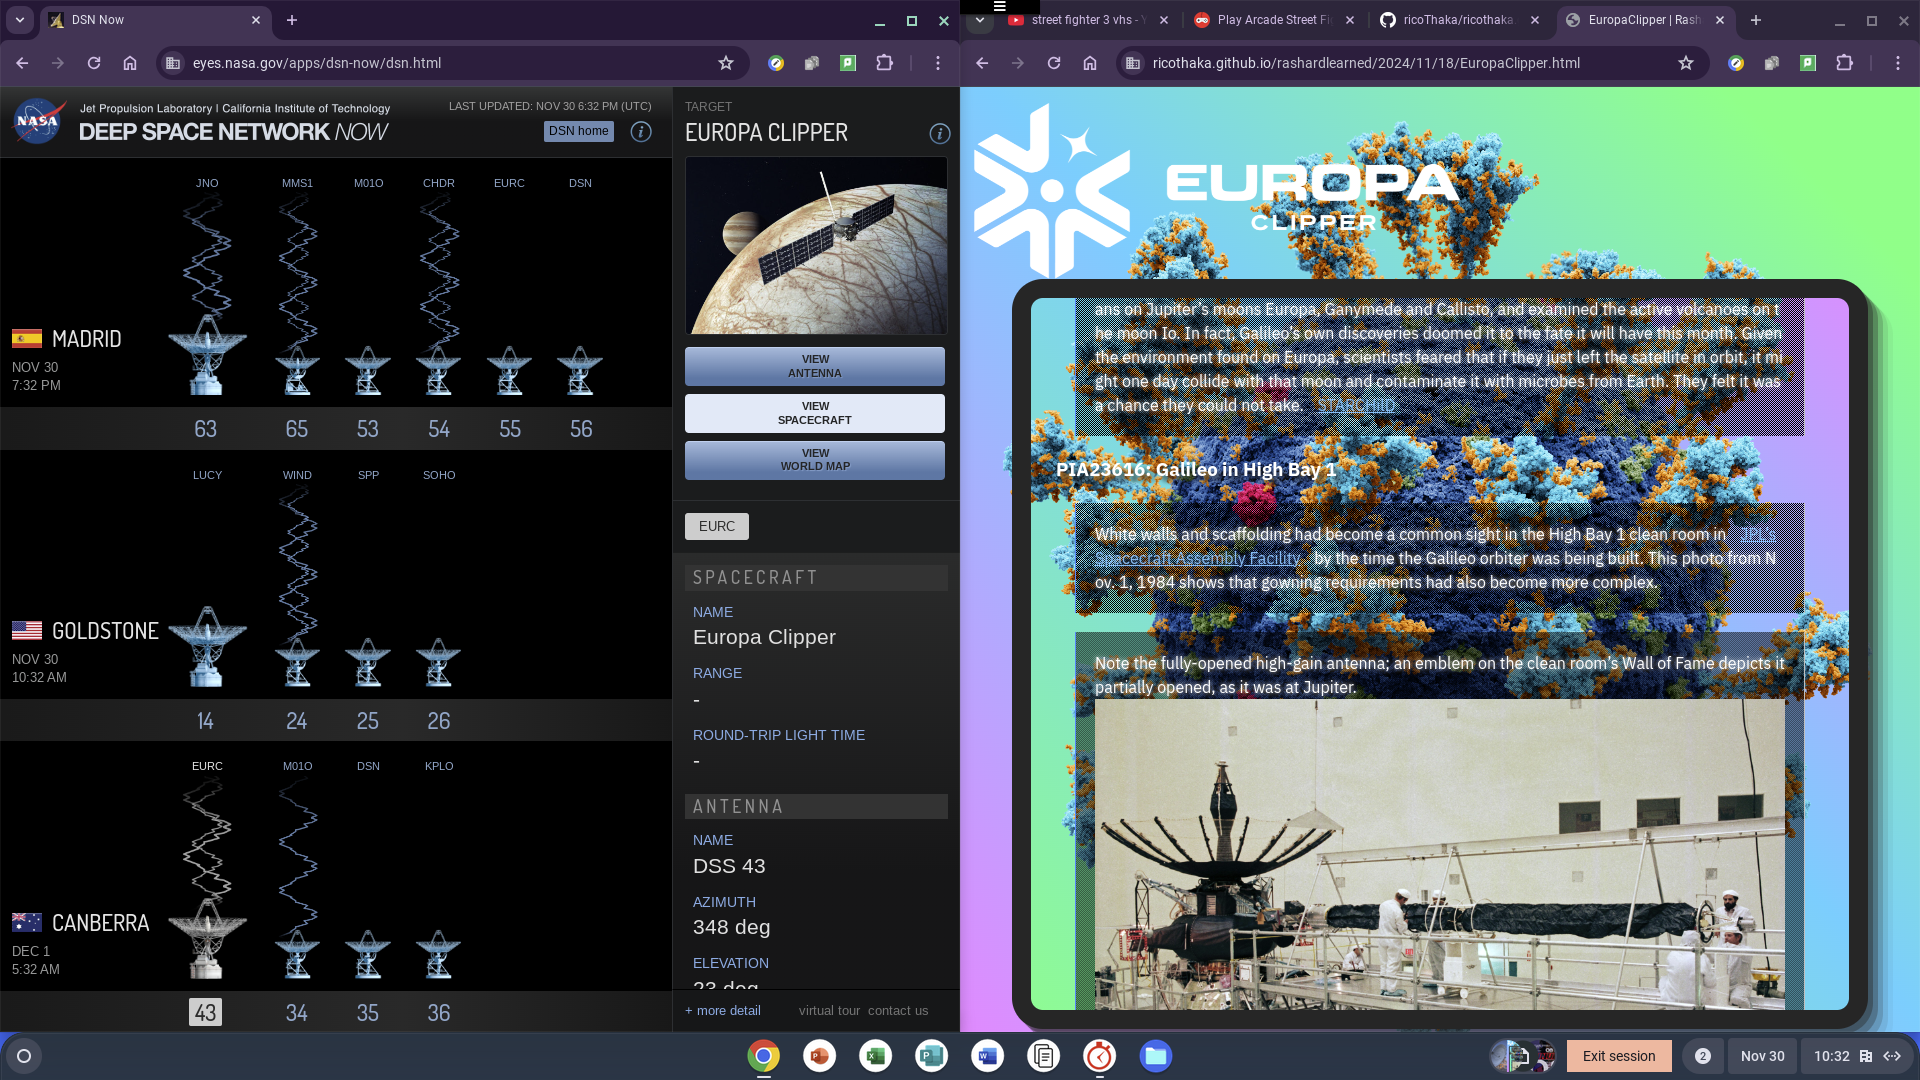 DSN Now
eyes.nasa.gov/apps/dsn-now/dsn.html
NASA
Jet Propulsion Laboratory | California Institute of Technology
DEEP SPACE NETWORK NOW
LAST UPDATED: NOV 30 6:32 PM (UTC)
DSN home
JNO MMS1 M01O CHDR EURC DSN
MADRID
NOV 30
7:32 PM
63 65 53 54 55 56
LUCY WIND SPP SOHO
GOLDSTONE
NOV 30
10:32 AM
14 24 25 26
EURC M01O DSN KPLO
CANBERRA
DEC 1
5:32 AM
43 34 35 36
TARGET
EUROPA CLIPPER
VIEW
ANTENNA
VIEW
SPACECRAFT
VIEW
WORLD MAP
EURC
SPACECRAFT
NAME
Europa Clipper
RANGE
-
ROUND-TRIP LIGHT TIME
-
ANTENNA
NAME
DSS 43
AZIMUTH
348 deg
ELEVATION
23 deg
+ more detail virtual tour contact us
street fighter 3 vhs - Y
Play Arcade Street Fi
ricoThaka/ricothaka.
EuropaClipper | Rash
ricothaka.github.io/rashardlearned/2024/11/18/EuropaClipper.html
EUROPA
CLIPPER
ans on Jupiter's moons Europa, Ganymede and Callisto, and examined the active volcanoes on t
he moon Io. In fact, Galileo's own discoveries doomed it to the fate it will have this month. Given
the environment found on Europa, scientists feared that if they just left the satellite in orbit, it mi
ght one day collide with that moon and contaminate it with microbes from Earth. They felt it was
a chance they could not take. STARCHILD
PIA23616: Galileo in High Bay 1
White walls and scaffolding had become a common sight in the High Bay 1 clean room in JPL's
Spacecraft Assembly Facility by the time the Galileo orbiter was being built. This photo from N
ov. 1, 1984 shows that gowning requirements had also become more complex.
Note the fully-opened high-gain antenna; an emblem on the clean room's Wall of Fame depicts it
partially opened, as it was at Jupiter.
Exit session
2
Nov 30
10:32